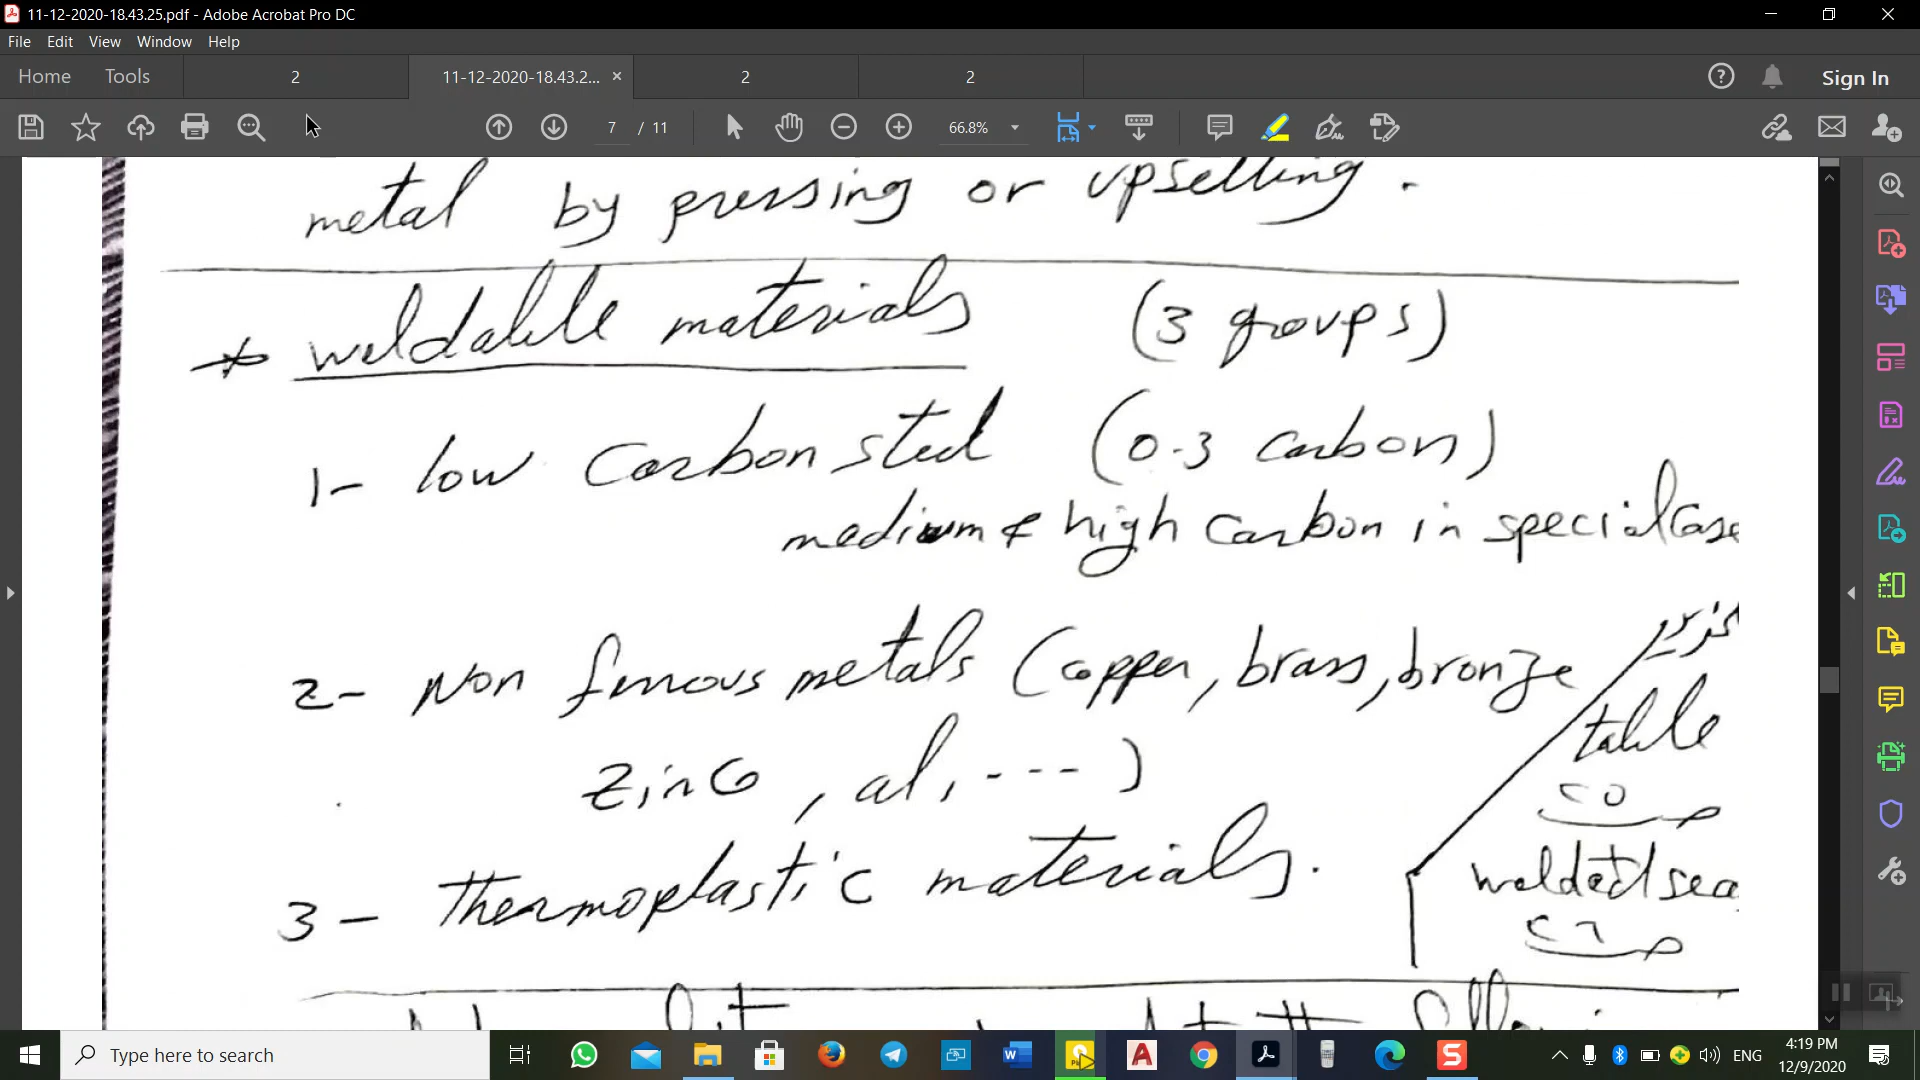 11-12-2020-18.43.25.pdf - Adobe Acrobat Pro DC
File Edit View Window Help
Home Tools 2 11-12-2020-18.43.2... × 2 2 Sign In
7 / 11 66.8%
metal by pressing or upsetting.
* weldable materials (3 groups)
1- low carbon steel (0.3 carbon)
medium & high carbon in special case
2- Non ferrous metals (copper, brass, bronze
table
zinc, al, ---- )
welded sea
3- Thermoplastic materials.
Type here to search
ENG
4:19 PM
12/9/2020